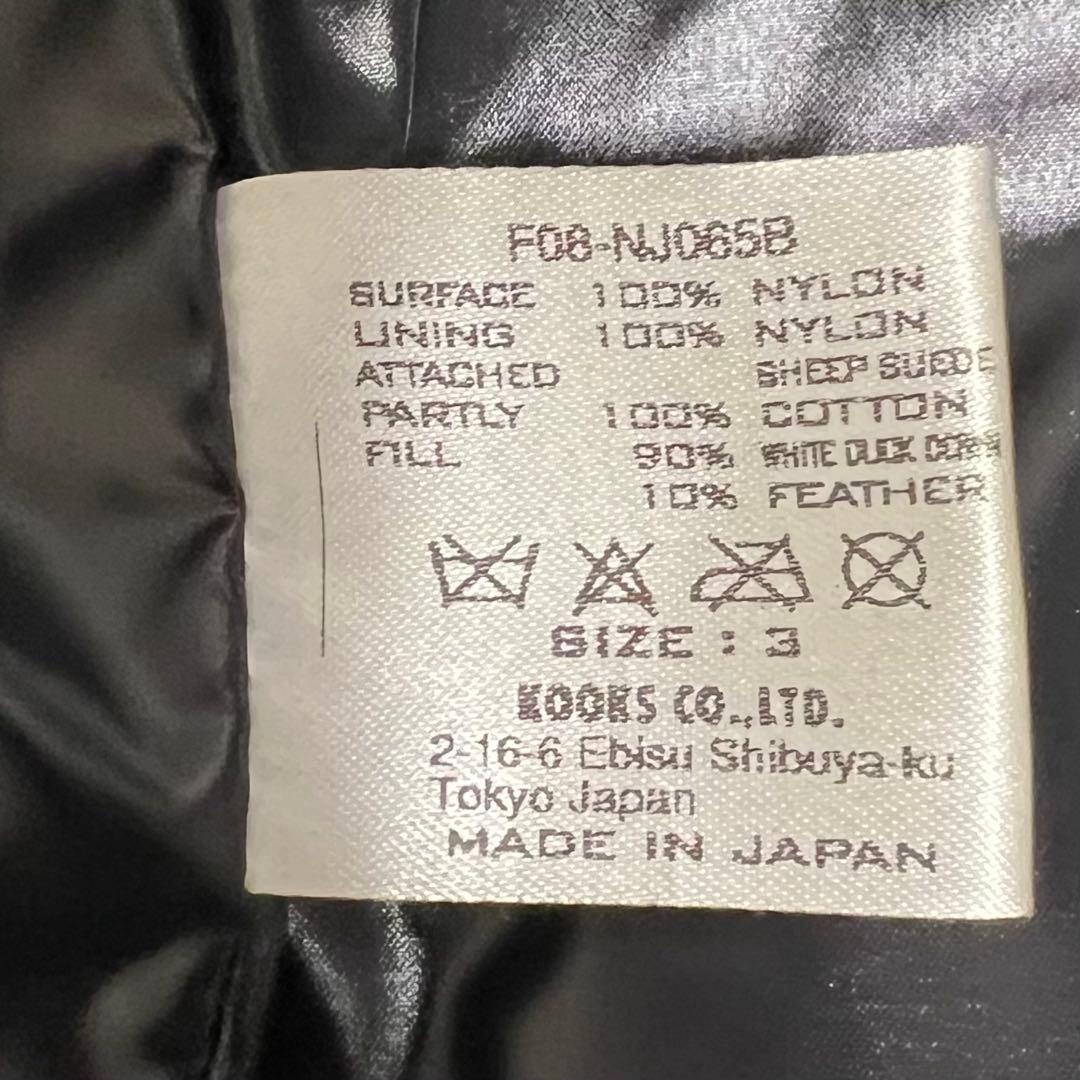 F08-NJ065B
SURFACE 100% NYLON
LINING 100% NYLON
ATTACHED SHEEP SUEDE
PARTLY 100% COTTON
FILL 90% WHITE DUCK DOWN
10% FEATHER
SIZE : 3
KOOKS CO.,LTD.
2-16-6 Ebisu Shibuya-ku
Tokyo Japan
MADE IN JAPAN